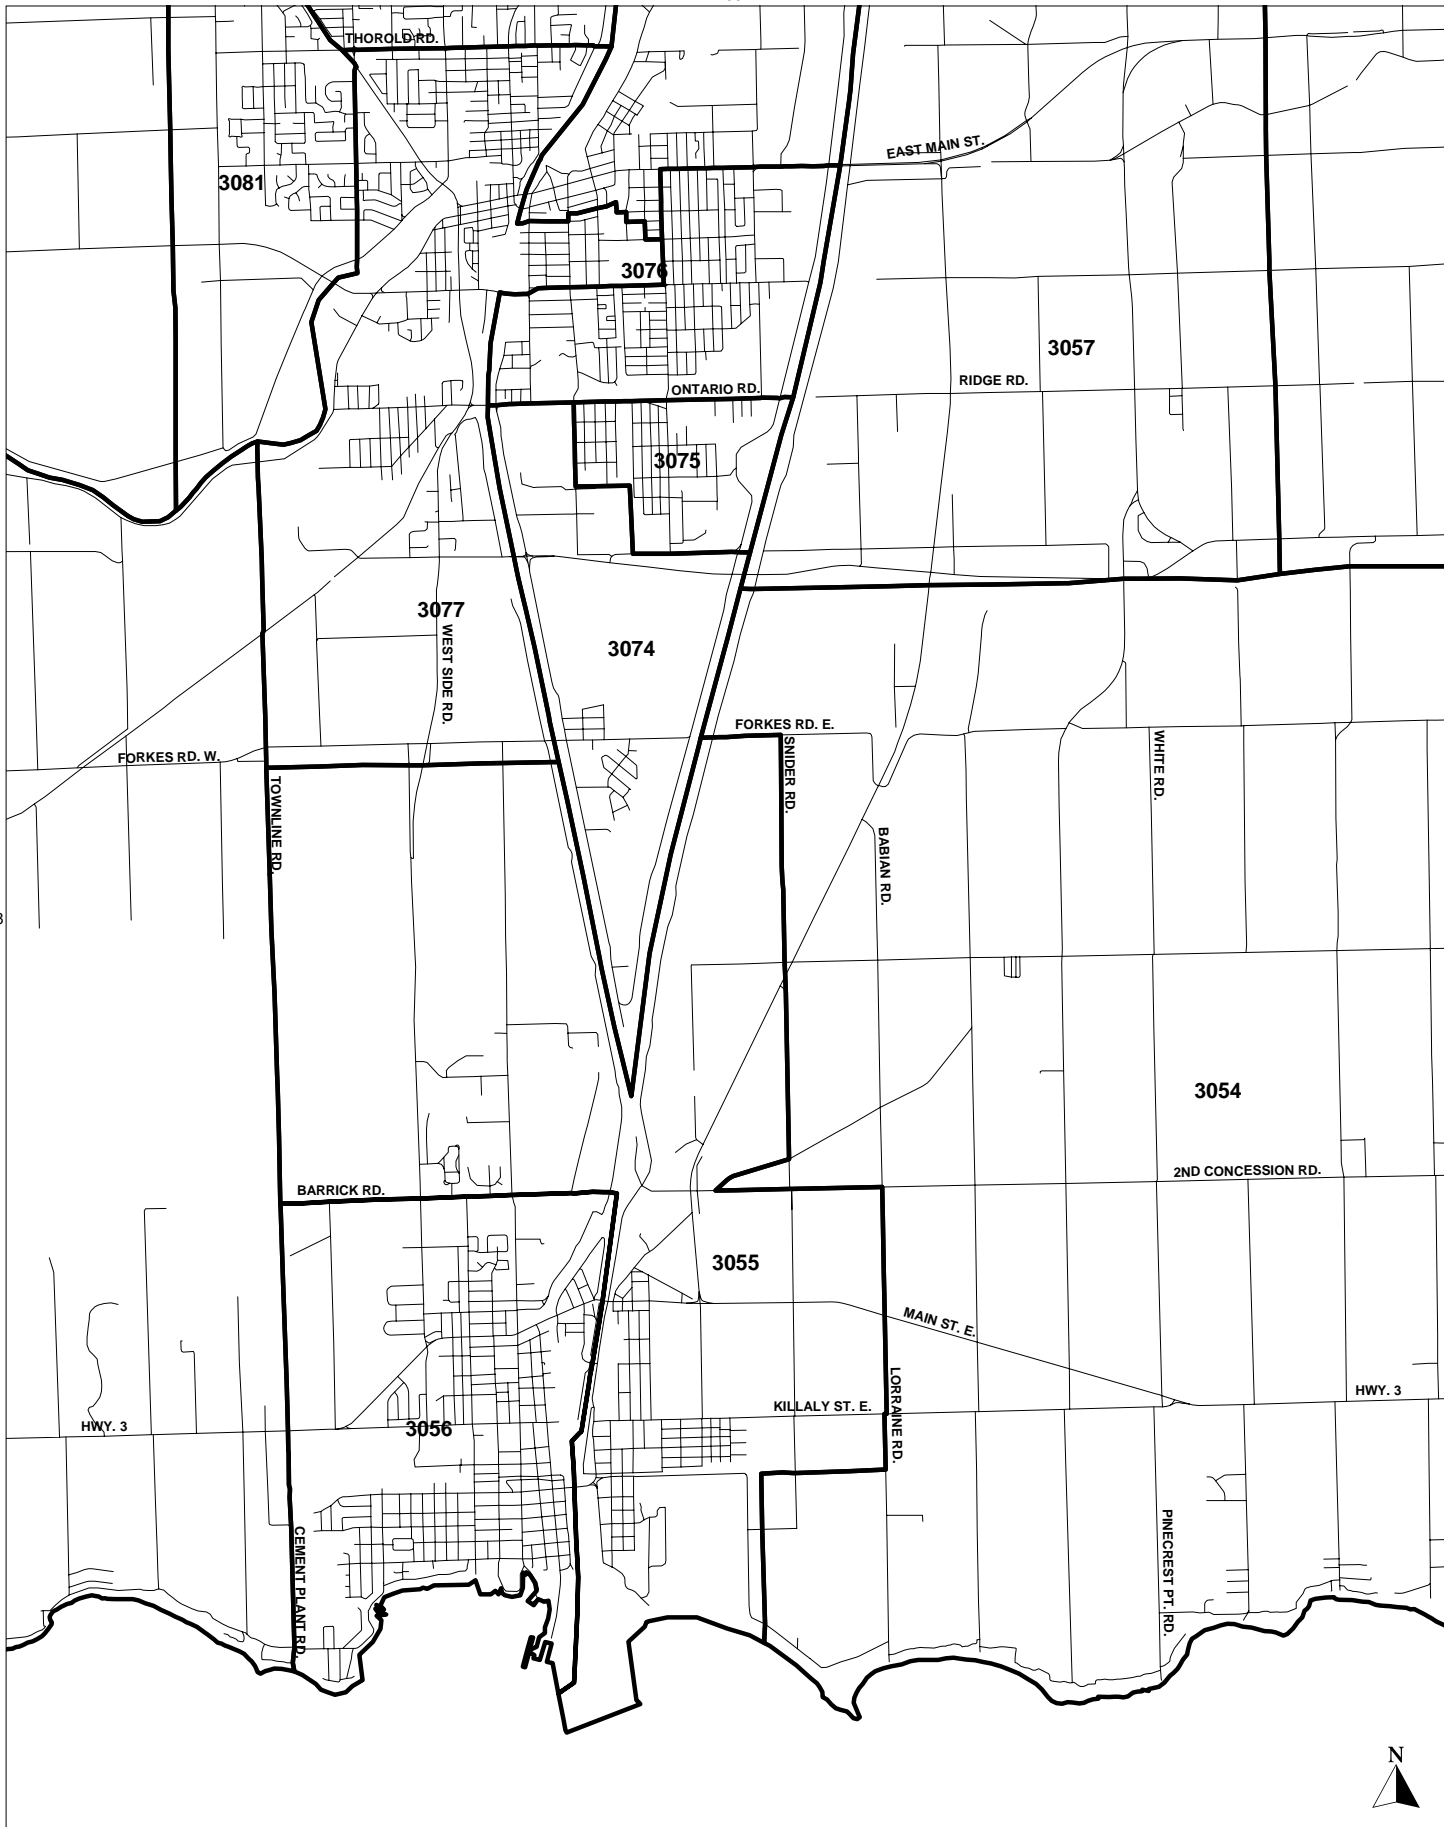 THOROLD RD.
EAST MAIN ST.
3081
3076
3057
RIDGE RD.
ONTARIO RD.
3075
3077
WEST SIDE RD.
3074
FORKES RD. E.
SNIDER RD.
WHITE RD.
FORKES RD. W.
TOWNLINE RD.
BABIAN RD.
3054
2ND CONCESSION RD.
BARRICK RD.
3055
MAIN ST. E.
LORRAINE RD.
HWY. 3
KILLALY ST. E.
HWY. 3
3056
CEMENT PLANT RD.
PINECREST PT. RD.
N